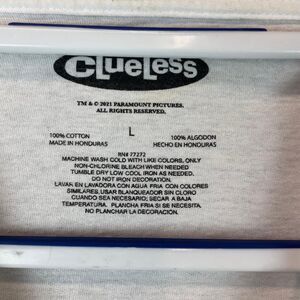 CLUELESS
TM & © 2021 PARAMOUNT PICTURES.
ALL RIGHTS RESERVED.
100% COTTON
MADE IN HONDURAS
L
100% ALGODON
HECHO EN HONDURAS
RN# 77272
MACHINE WASH COLD WITH LIKE COLORS, ONLY
NON-CHLORINE BLEACH WHEN NEEDED
TUMBLE DRY LOW COOL IRON AS NEEDED.
DO NOT IRON DECORATION.
LAVAR EN LAVADORA CON AGUA FRIA CON COLORES
SIMILARES, USAR BLANQUEADOR SIN CLORO
CUANDO SEA NECESARIO; SECAR A BAJA
TEMPERATURA. PLANCHA FRIA SI SE NECESITA.
NO PLANCHAR LA DECORACION.